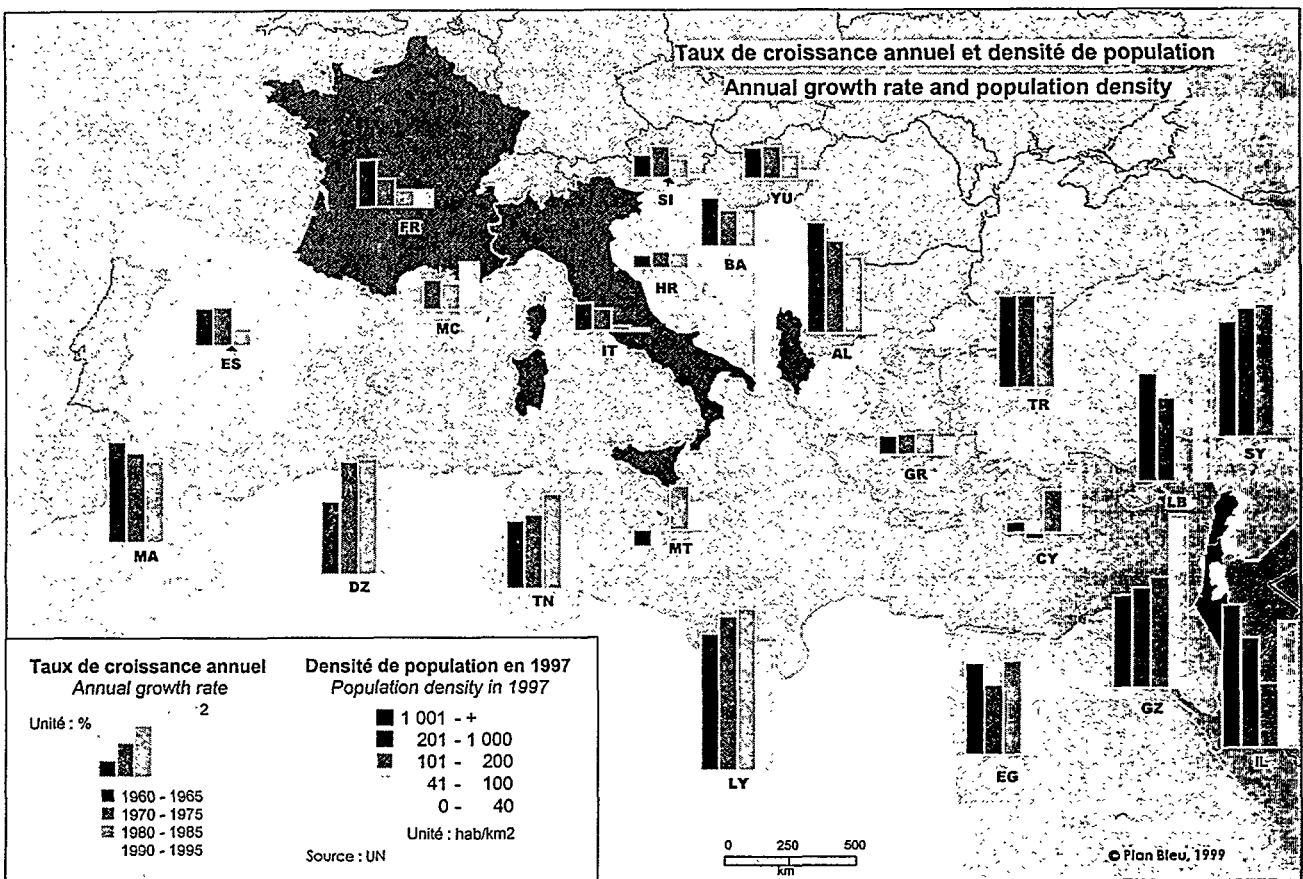 Taux de croissance annuel et densité de population
Annual growth rate and population density
SI
YU
FR
BA
HR
MC
IT
ES
AL
TR
SY
GR
LB
MA
MT
CY
DZ
TN
GZ
IL
EG
LY
Taux de croissance annuel
Annual growth rate
2
Unité : %
1960 - 1965
1970 - 1975
1980 - 1985
1990 - 1995
Densité de population en 1997
Population density in 1997
1 001 - +
201 - 1 000
101 - 200
41 - 100
0 - 40
Unité : hab/km2
Source : UN
0 250 500
km
© Plan Bleu, 1999